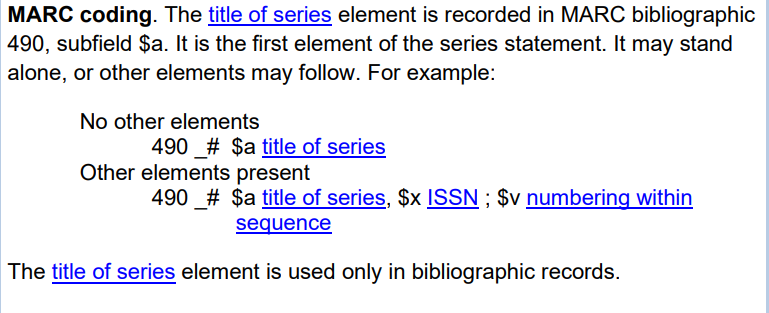 MARC coding. The title of series element is recorded in MARC bibliographic
490, subfield $a. It is the first element of the series statement. It may stand
alone, or other elements may follow. For example:
No other elements
490 _# $a title of series
Other elements present
490 _# $a title of series, $x ISSN ; $v numbering within
sequence
The title of series element is used only in bibliographic records.